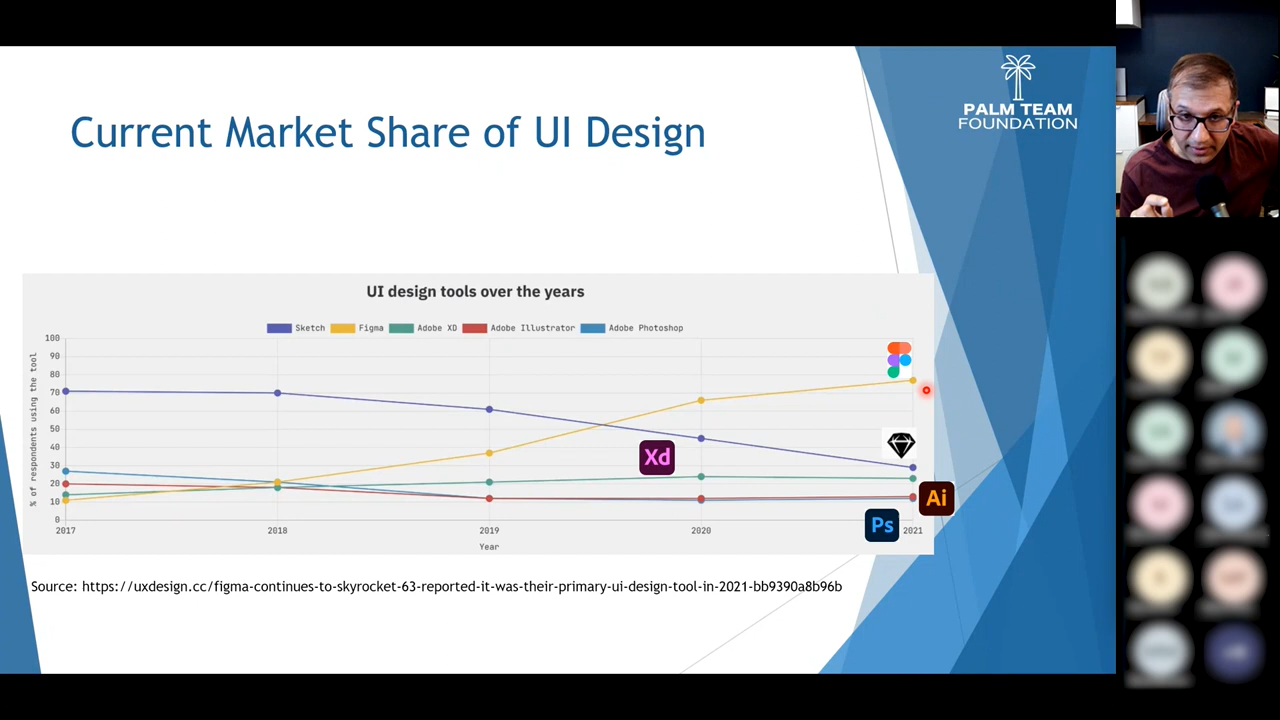 PALM TEAM
FOUNDATION
Current Market Share of UI Design
UI design tools over the years
Sketch Figma Adobe XD Adobe Illustrator Adobe Photoshop
% of respondents using the tool
100
90
80
70
60
50
40
30
20
10
0
Xd
Ai
Ps
2017 2018 2019 2020 2021
Year
Source: https://uxdesign.cc/figma-continues-to-skyrocket-63-reported-it-was-their-primary-ui-design-tool-in-2021-bb9390a8b96b